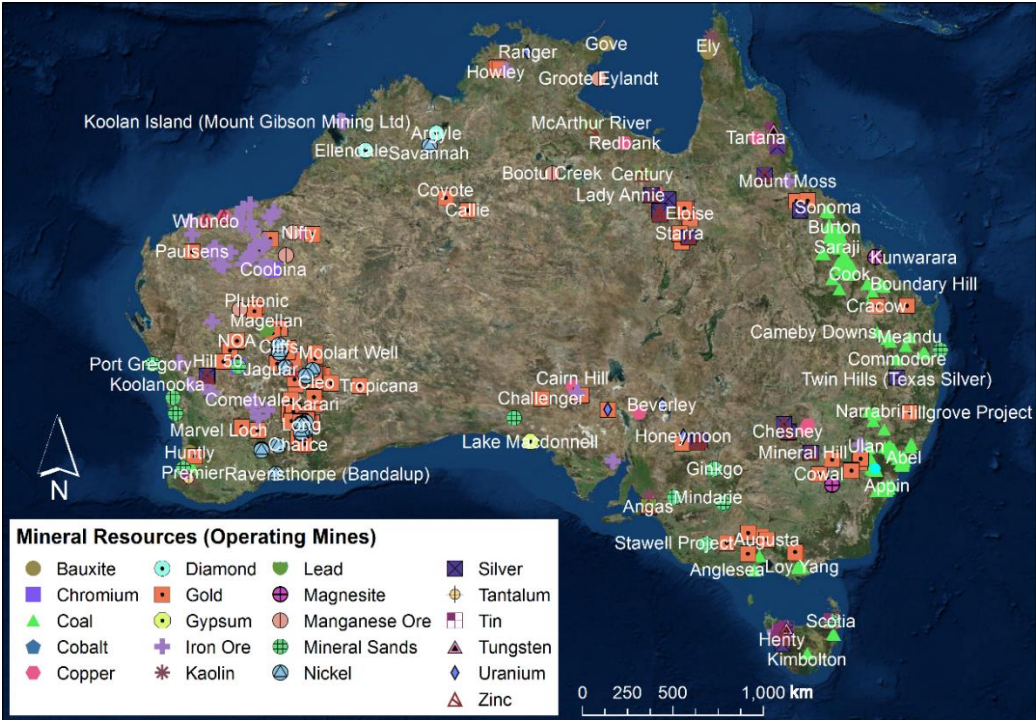 Ranger
Gove
Ely
Howley
Groote Eylandt
Koolan Island (Mount Gibson Mining Ltd)
Argyle
McArthur River
Tartana
Ellendale
Savannah
Redbank
Bootu Creek
Century
Mount Moss
Coyote
Lady Annie
Callie
Eloise
Sonoma
Whundo
Nifty
Starra
Burton
Paulsens
Saraji
Kunwarara
Coobina
Cook
Boundary Hill
Plutonic
Cracow
Magellan
NOA
Cliffs
Cameby Downs
Meandu
Port Gregory
Hill 50
Moolart Well
Commodore
Jaguar
Koolanooka
Cleo
Tropicana
Cairn Hill
Twin Hills (Texas Silver)
Cometvale
Karari
Challenger
Beverley
Narrabri
Hillgrove Project
Marvel Loch
Long
Chesney
Lake Macdonnell
Honeymoon
Chalice
Mineral Hill
Ulan
Huntly
Abel
Premier
Ravensthorpe (Bandalup)
Ginkgo
Cowal
Appin
Angas
Mindarie
Stawell Project
Augusta
Anglesea
Loy Yang
Scotia
Henty
Kimbolton
N
Mineral Resources (Operating Mines)
Bauxite
Chromium
Coal
Cobalt
Copper
Diamond
Gold
Gypsum
Iron Ore
Kaolin
Lead
Magnesite
Manganese Ore
Mineral Sands
Nickel
Silver
Tantalum
Tin
Tungsten
Uranium
Zinc
0 250 500 1,000 km